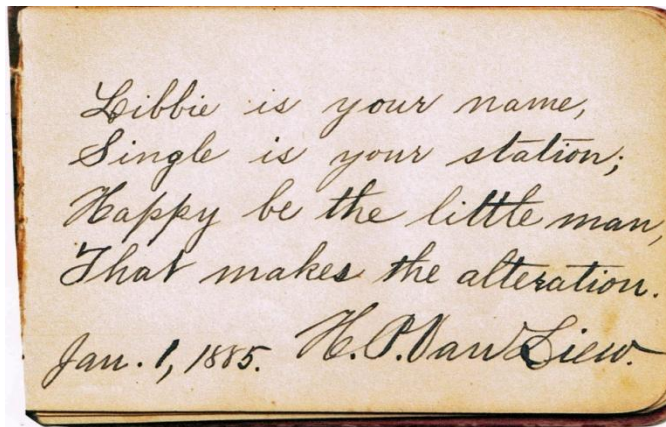 Libbie is your name,
Single is your station;
Happy be the little man,
That makes the alteration.
Jan. 1, 1885. H. P. Van Liew.